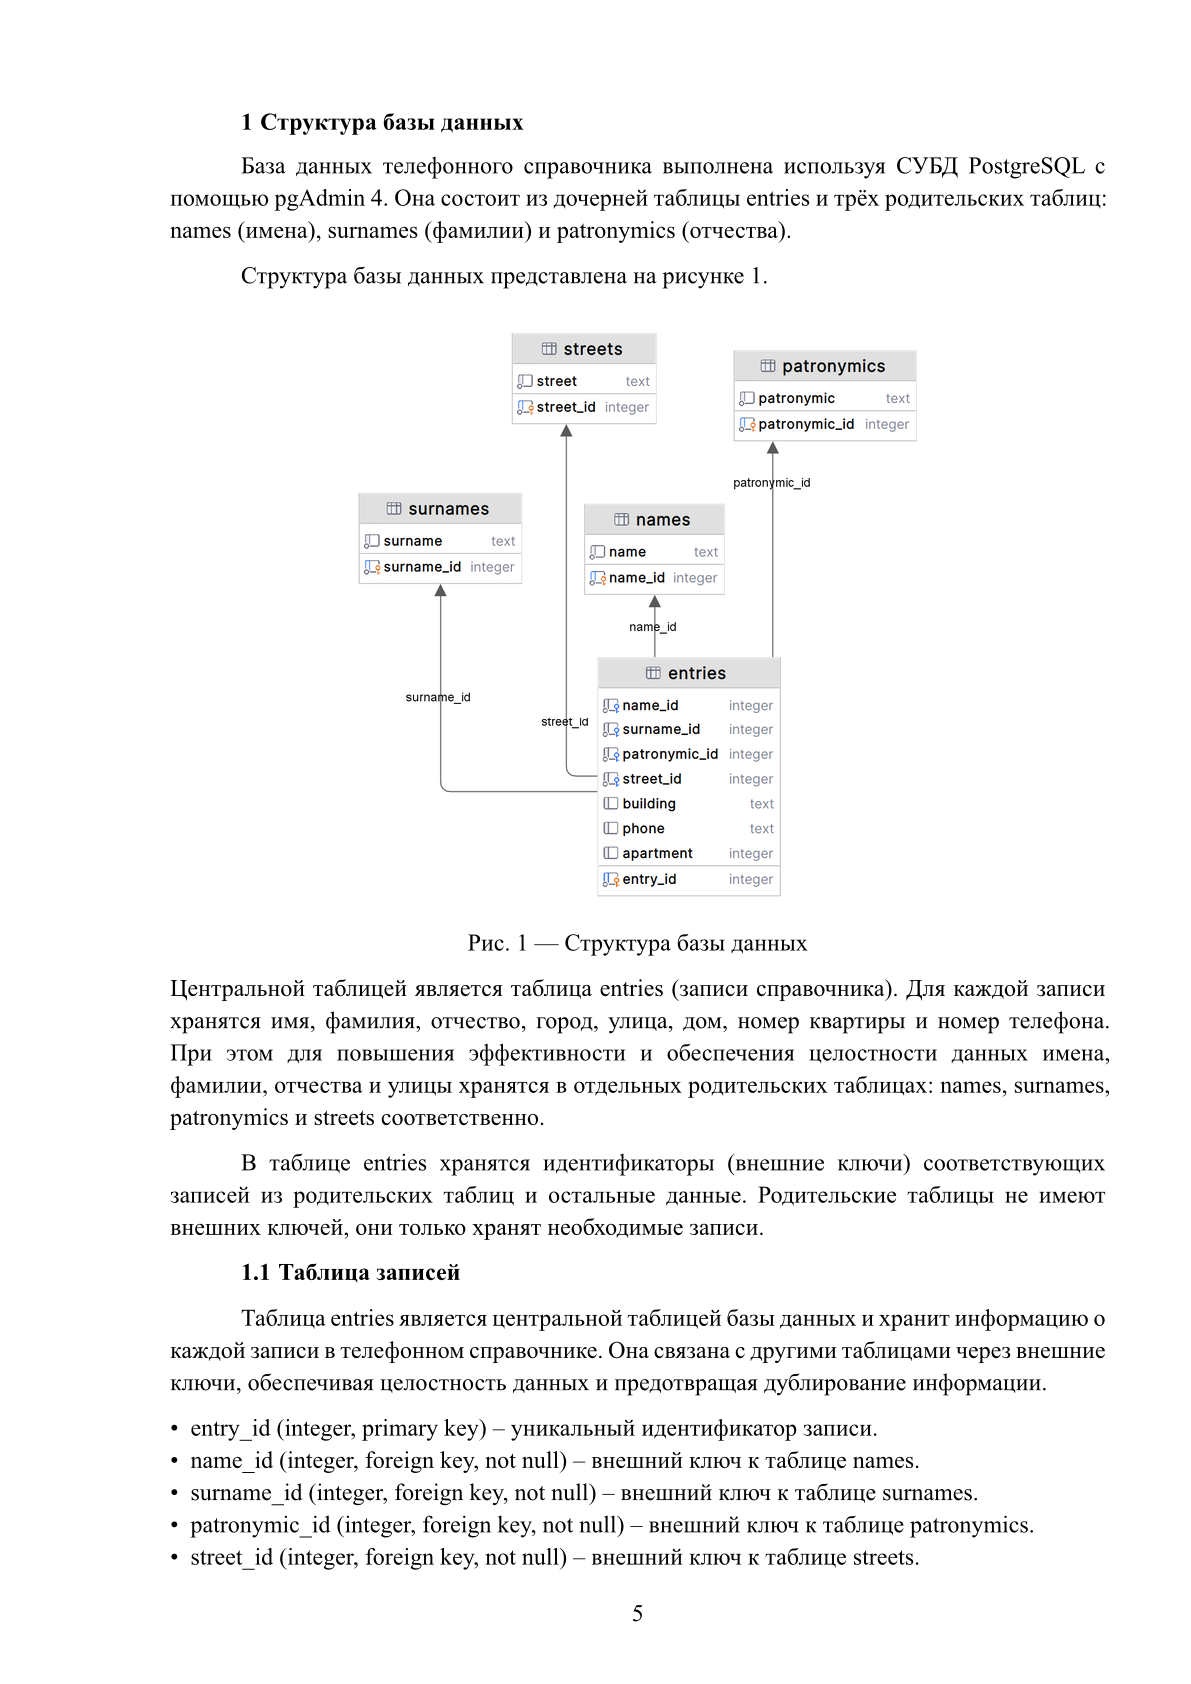 1 Структура базы данных
База данных телефонного справочника выполнена используя СУБД PostgreSQL с
помощью pgAdmin 4. Она состоит из дочерней таблицы entries и трёх родительских таблиц:
names (имена), surnames (фамилии) и patronymics (отчества).
Структура базы данных представлена на рисунке 1.
streets
street text
street_id integer
patronymics
patronymic text
patronymic_id integer
patronymic_id
surnames
surname text
surname_id integer
names
name text
name_id integer
name_id
surname_id
street_id
entries
name_id integer
surname_id integer
patronymic_id integer
street_id integer
building text
phone text
apartment integer
entry_id integer
Рис. 1 — Структура базы данных
Центральной таблицей является таблица entries (записи справочника). Для каждой записи
хранятся имя, фамилия, отчество, город, улица, дом, номер квартиры и номер телефона.
При этом для повышения эффективности и обеспечения целостности данных имена,
фамилии, отчества и улицы хранятся в отдельных родительских таблицах: names, surnames,
patronymics и streets соответственно.
В таблице entries хранятся идентификаторы (внешние ключи) соответствующих
записей из родительских таблиц и остальные данные. Родительские таблицы не имеют
внешних ключей, они только хранят необходимые записи.
1.1 Таблица записей
Таблица entries является центральной таблицей базы данных и хранит информацию о
каждой записи в телефонном справочнике. Она связана с другими таблицами через внешние
ключи, обеспечивая целостность данных и предотвращая дублирование информации.
• entry_id (integer, primary key) – уникальный идентификатор записи.
• name_id (integer, foreign key, not null) – внешний ключ к таблице names.
• surname_id (integer, foreign key, not null) – внешний ключ к таблице surnames.
• patronymic_id (integer, foreign key, not null) – внешний ключ к таблице patronymics.
• street_id (integer, foreign key, not null) – внешний ключ к таблице streets.
5